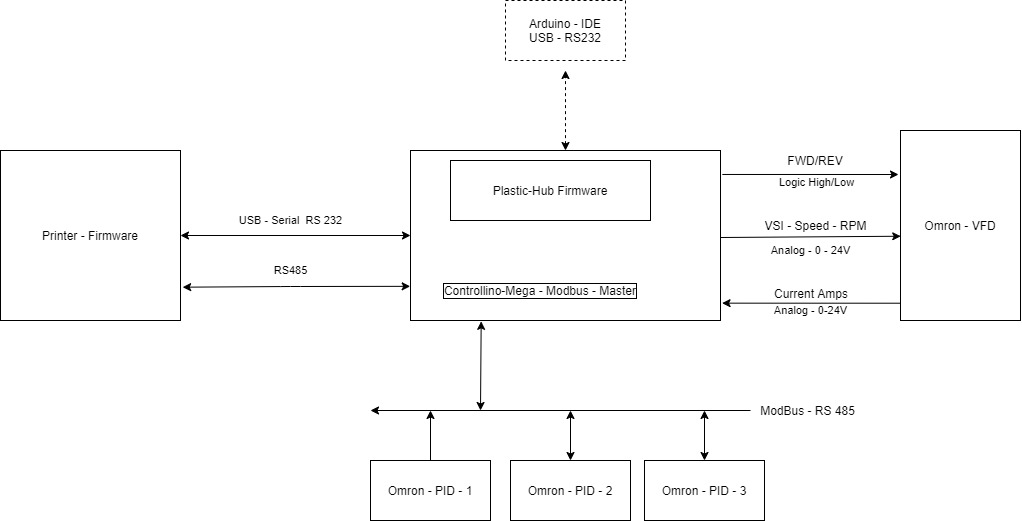 Arduino - IDE
USB - RS232
Plastic-Hub Firmware
Controllino-Mega - Modbus - Master
Printer - Firmware
USB - Serial RS 232
RS485
FWD/REV
Logic High/Low
VSI - Speed - RPM
Analog - 0 - 24V
Current Amps
Analog - 0-24V
Omron - VFD
ModBus - RS 485
Omron - PID - 1
Omron - PID - 2
Omron - PID - 3